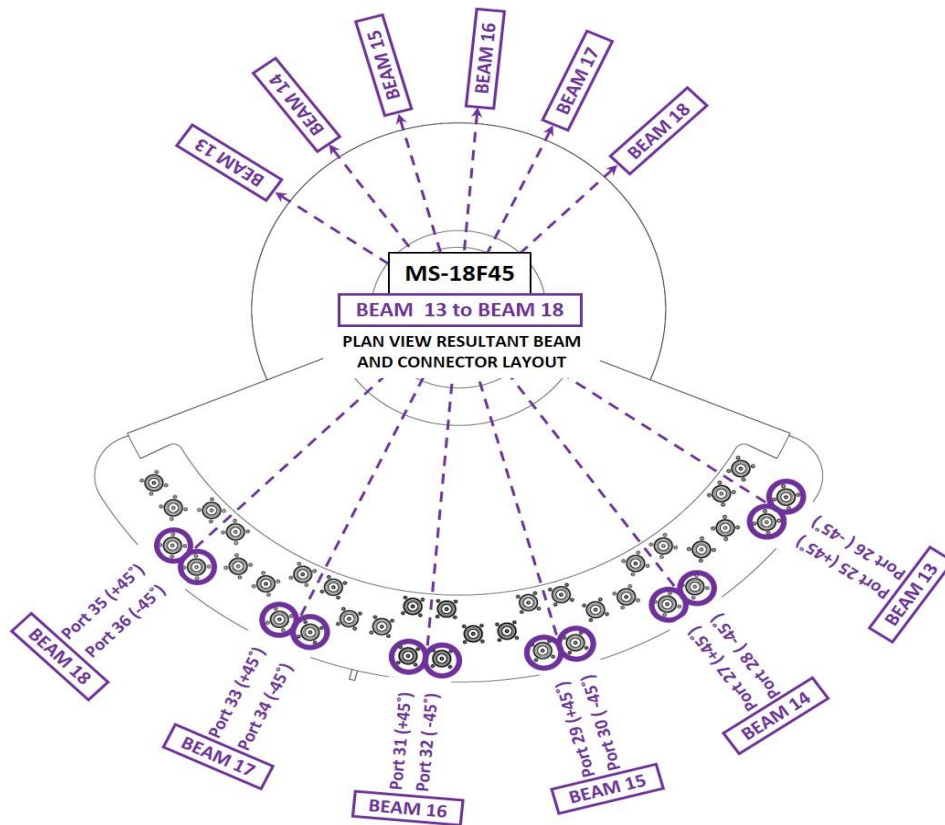 BEAM 13
BEAM 14
BEAM 15
BEAM 16
BEAM 17
BEAM 18
MS-18F45
BEAM 13 to BEAM 18
PLAN VIEW RESULTANT BEAM
AND CONNECTOR LAYOUT
Port 35 (+45°)
Port 36 (-45°)
BEAM 18
Port 33 (+45°)
Port 34 (-45°)
BEAM 17
Port 31 (+45°)
Port 32 ( -45°)
BEAM 16
Port 29 (+45°)
Port 30 ( -45°)
BEAM 15
Port 27 (+45°)
Port 28 ( -45°)
BEAM 14
Port 25 (+45°)
Port 26 ( -45°)
BEAM 13